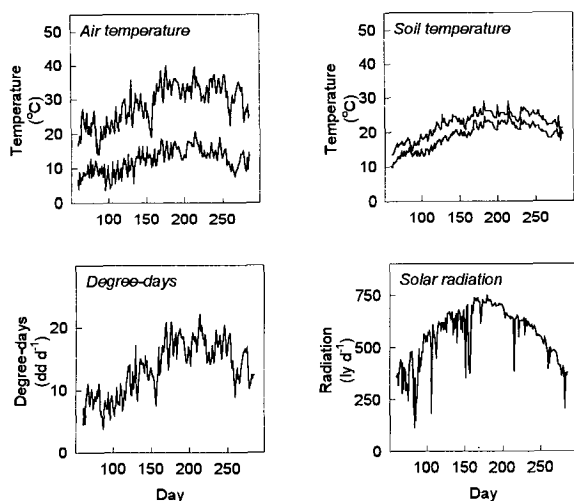 Air temperature
Temperature
(°C)
50
40
30
20
10
0
100 150 200 250
Soil temperature
Temperature
(°C)
50
40
30
20
10
0
100 150 200 250
Degree-days
Degree-days
(dd d⁻¹)
20
10
0
100 150 200 250
Day
Solar radiation
Radiation
(ly d⁻¹)
750
500
250
0
100 150 200 250
Day